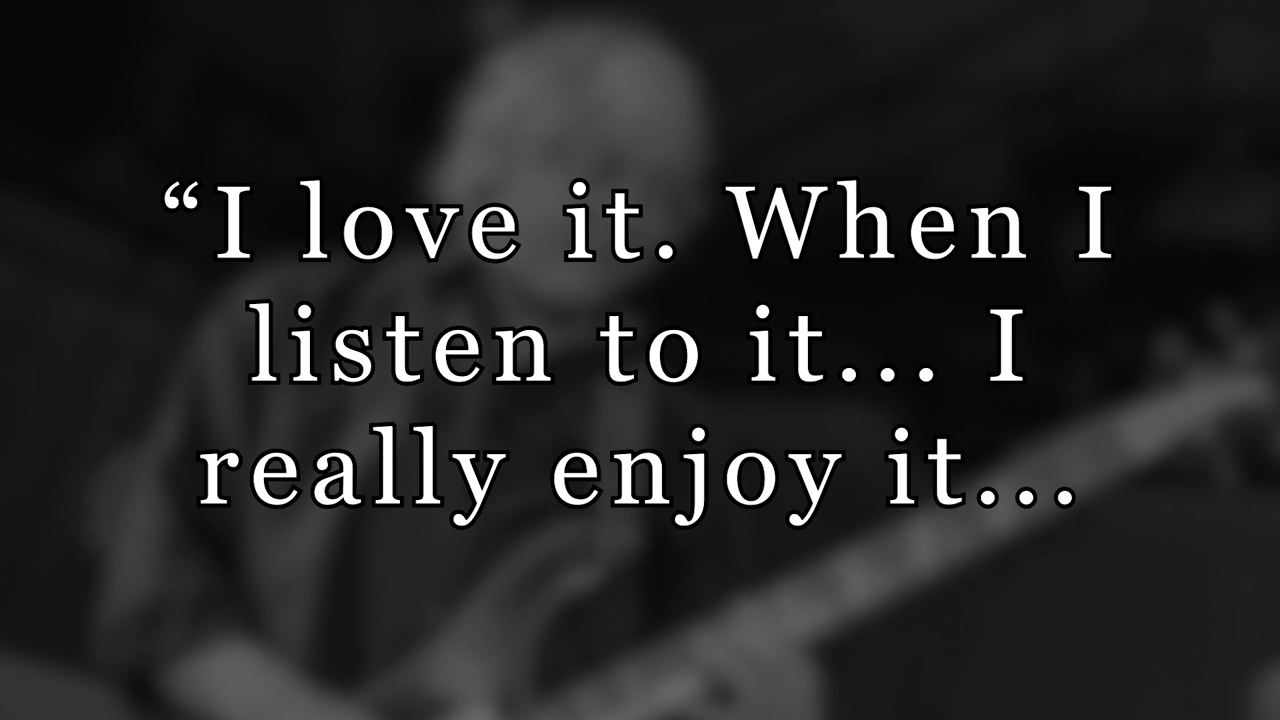 “I love it. When I
listen to it... I
really enjoy it...